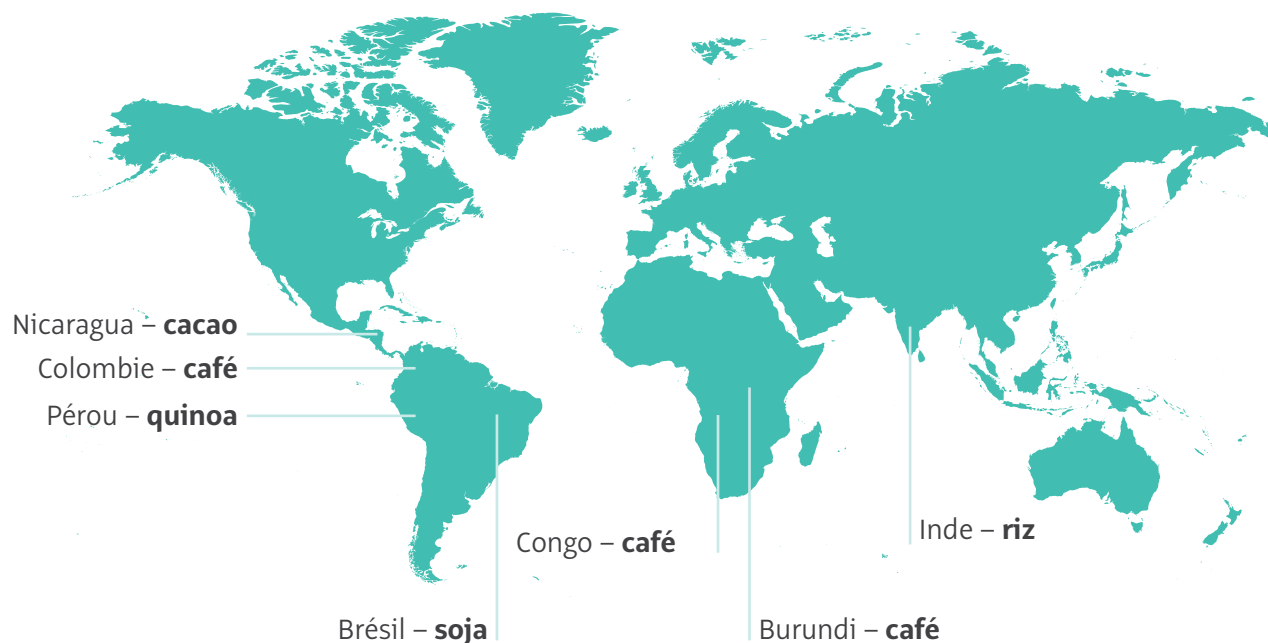 Nicaragua – cacao
Colombie – café
Pérou – quinoa
Congo – café
Inde – riz
Brésil – soja
Burundi – café